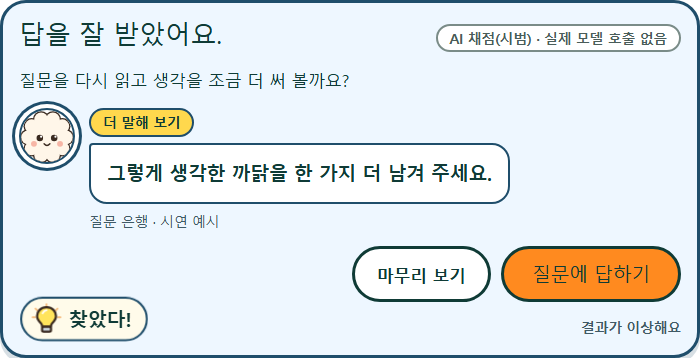 답을 잘 받았어요.
AI 채점(시범) · 실제 모델 호출 없음
질문을 다시 읽고 생각을 조금 더 써 볼까요?
더 말해 보기
그렇게 생각한 까닭을 한 가지 더 남겨 주세요.
질문 은행 · 시연 예시
마무리 보기
질문에 답하기
찾았다!
결과가 이상해요